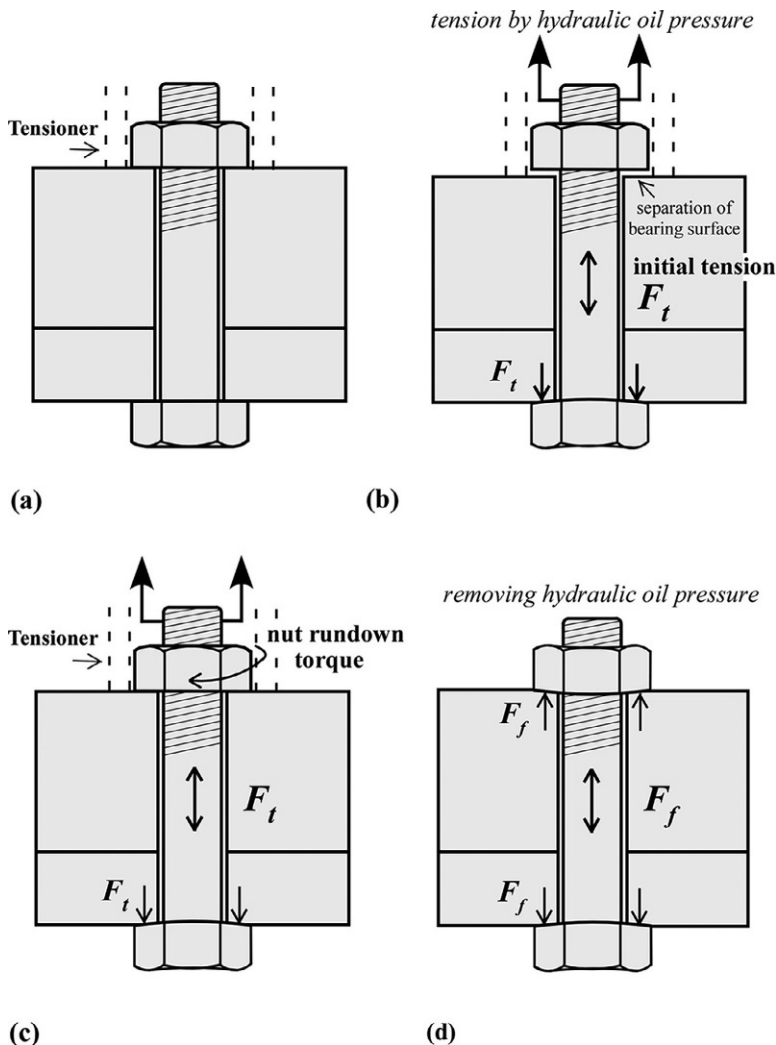 tension by hydraulic oil pressure
Tensioner
separation of
bearing surface
initial tension
F_t
F_t
(a)
(b)
removing hydraulic oil pressure
Tensioner
nut rundown
torque
F_f
F_t
F_f
F_t
F_f
(c)
(d)